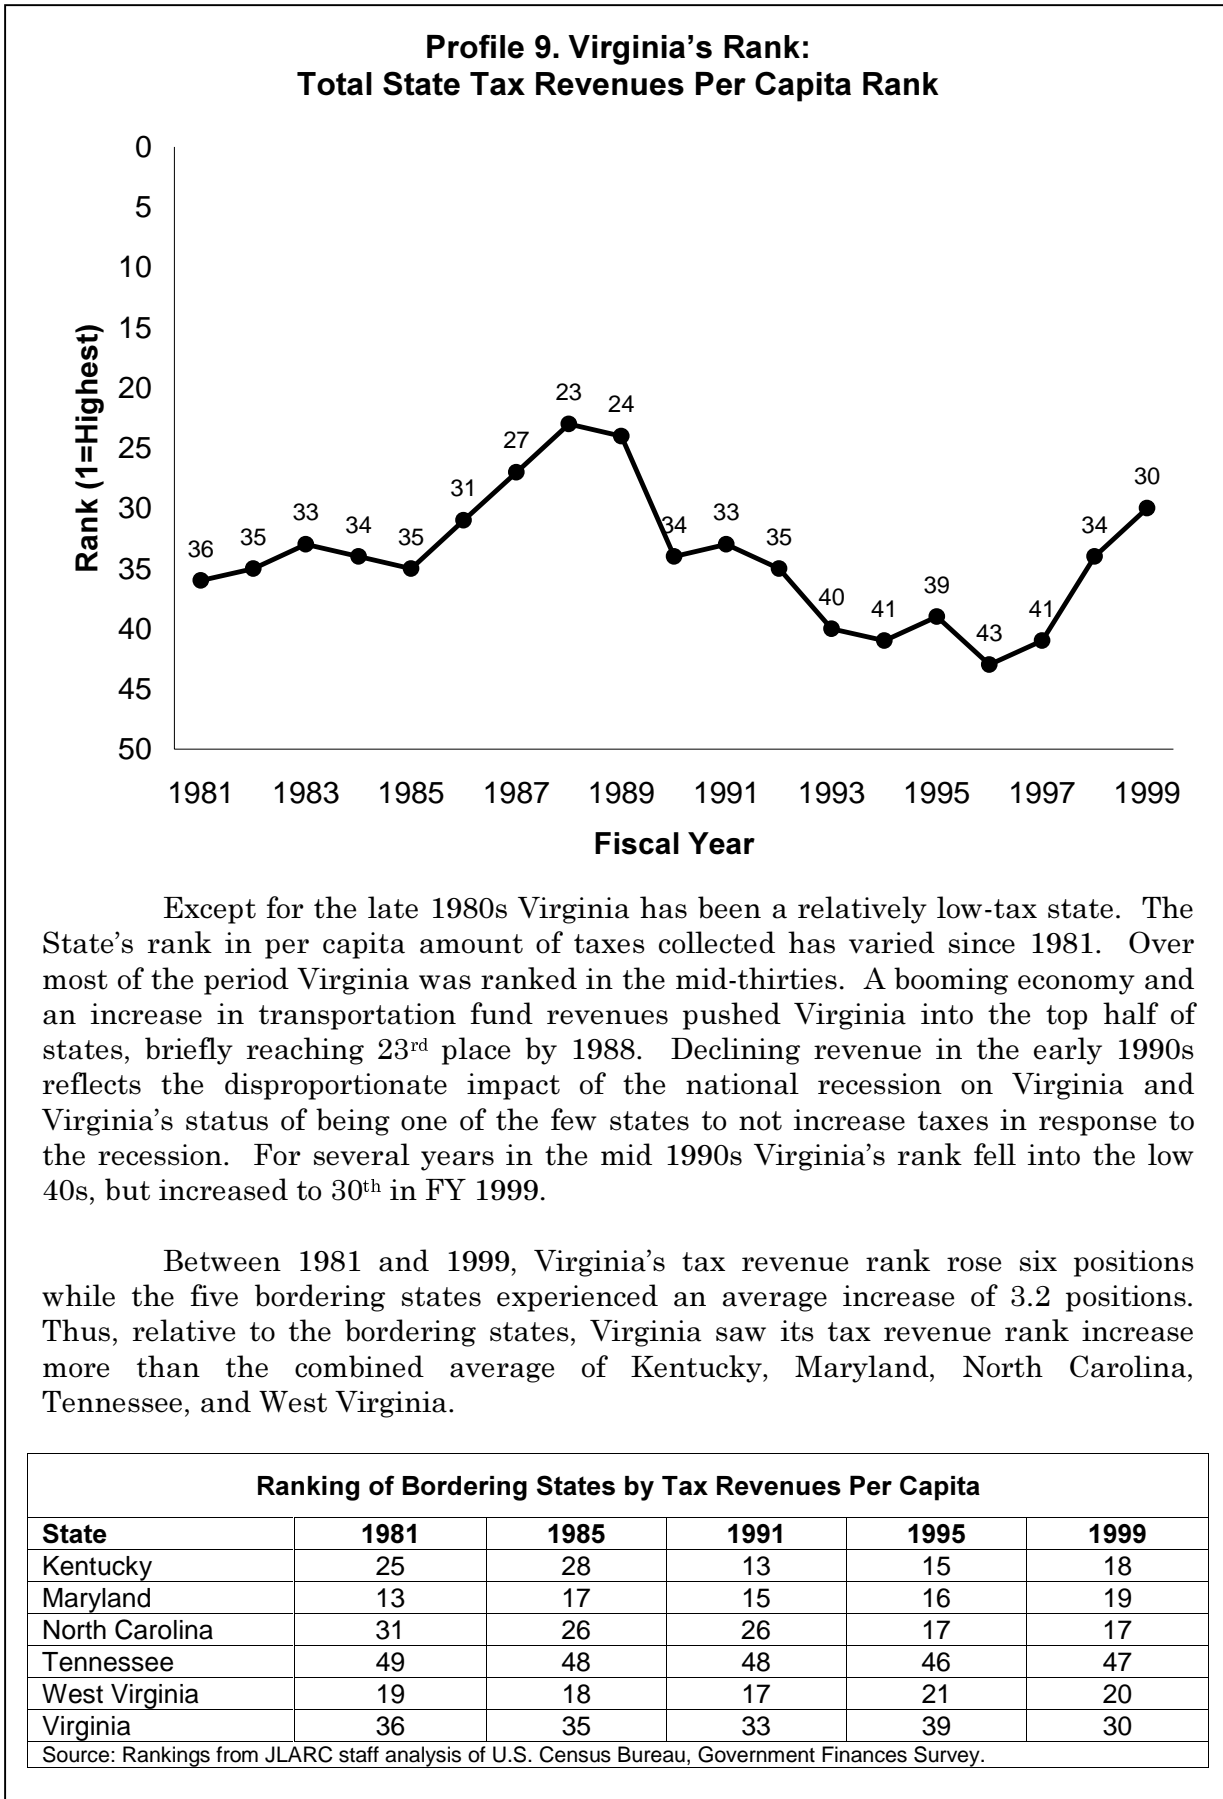 Profile 9. Virginia's Rank:
Total State Tax Revenues Per Capita Rank
0
5
10
15
20
25
30
35
40
45
50
Rank (1=Highest)
36
35
33
34
35
31
27
23
24
34
33
35
40
41
39
43
41
34
30
1981 1983 1985 1987 1989 1991 1993 1995 1997 1999
Fiscal Year
Except for the late 1980s Virginia has been a relatively low-tax state. The
State's rank in per capita amount of taxes collected has varied since 1981. Over
most of the period Virginia was ranked in the mid-thirties. A booming economy and
an increase in transportation fund revenues pushed Virginia into the top half of
states, briefly reaching 23rd place by 1988. Declining revenue in the early 1990s
reflects the disproportionate impact of the national recession on Virginia and
Virginia's status of being one of the few states to not increase taxes in response to
the recession. For several years in the mid 1990s Virginia's rank fell into the low
40s, but increased to 30th in FY 1999.
Between 1981 and 1999, Virginia's tax revenue rank rose six positions
while the five bordering states experienced an average increase of 3.2 positions.
Thus, relative to the bordering states, Virginia saw its tax revenue rank increase
more than the combined average of Kentucky, Maryland, North Carolina,
Tennessee, and West Virginia.
Ranking of Bordering States by Tax Revenues Per Capita
State 1981 1985 1991 1995 1999
Kentucky 25 28 13 15 18
Maryland 13 17 15 16 19
North Carolina 31 26 26 17 17
Tennessee 49 48 48 46 47
West Virginia 19 18 17 21 20
Virginia 36 35 33 39 30
Source: Rankings from JLARC staff analysis of U.S. Census Bureau, Government Finances Survey.